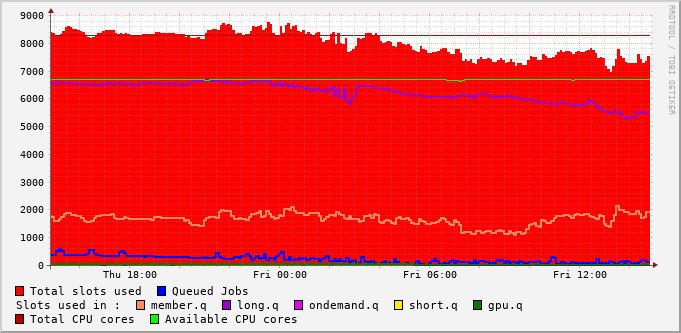 9000
8000
7000
6000
5000
4000
3000
2000
1000
0
Thu 18:00 Fri 00:00 Fri 06:00 Fri 12:00
Total slots used Queued Jobs
Slots used in : member.q long.q ondemand.q short.q gpu.q
Total CPU cores Available CPU cores
RRDTOOL / TOBI OETIKER